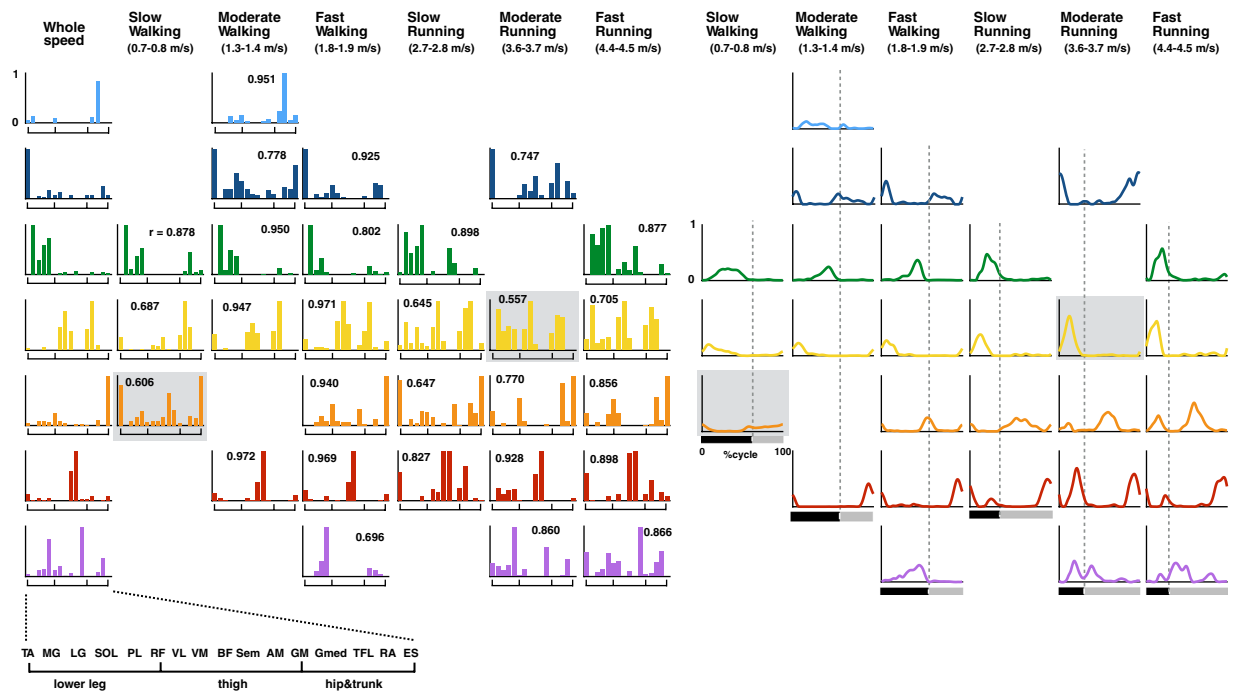 Whole
speed
Slow
Walking
(0.7-0.8 m/s)
Moderate
Walking
(1.3-1.4 m/s)
Fast
Walking
(1.8-1.9 m/s)
Slow
Running
(2.7-2.8 m/s)
Moderate
Running
(3.6-3.7 m/s)
Fast
Running
(4.4-4.5 m/s)
Slow
Walking
(0.7-0.8 m/s)
Moderate
Walking
(1.3-1.4 m/s)
Fast
Walking
(1.8-1.9 m/s)
Slow
Running
(2.7-2.8 m/s)
Moderate
Running
(3.6-3.7 m/s)
Fast
Running
(4.4-4.5 m/s)
1
0
0.951
0.778 0.925 0.747
r = 0.878 0.950 0.802 0.898 0.877
1
0
0.687 0.947 0.971 0.645 0.557 0.705
0.606 0.940 0.647 0.770 0.856
0 %cycle 100
0.972 0.969 0.827 0.928 0.898
0.696 0.860 0.866
TA MG LG SOL PL RF VL VM BF Sem AM GM Gmed TFL RA ES
lower leg thigh hip&trunk